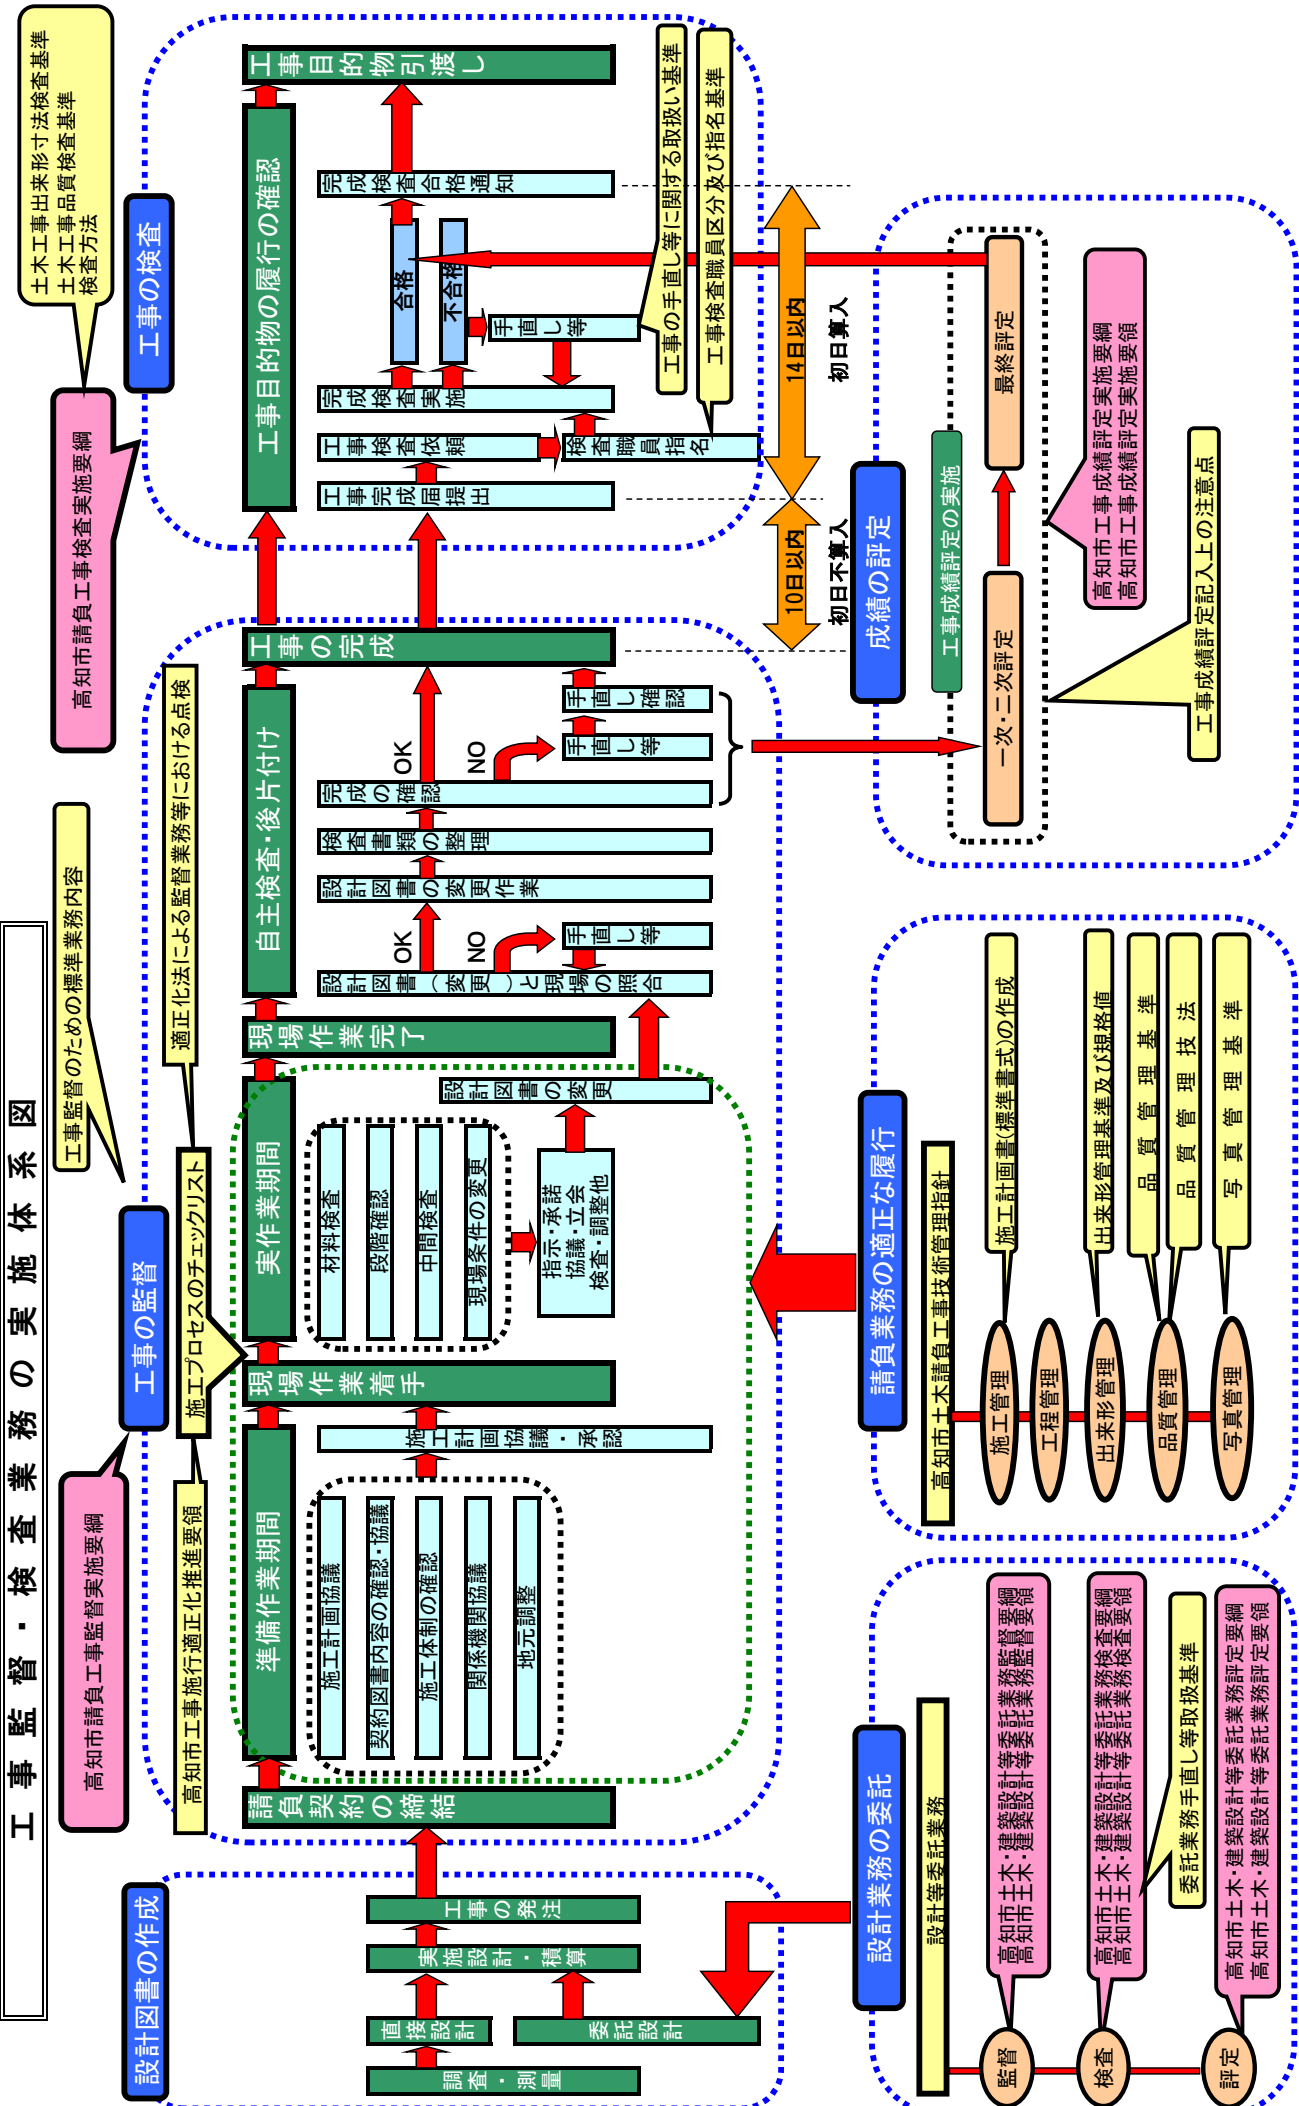 工事監督・検査業務の実施体系図
設計図書の作成
調査・測量
直接設計
委託設計
実施設計・積算
工事の発注
高知市請負工事監督実施要綱
工事の監督
工事監督のための標準業務内容
高知市工事施行適正化推進要領
施工プロセスのチェックリスト
適正化法による監督業務等における点検
請負契約の締結
準備作業期間
施工計画協議
契約図書内容の確認・協議
施工体制の確認
関係機関協議
地元調整
施工計画協議・承認
現場作業着手
実作業期間
材料検査
段階確認
中間検査
現場条件の変更
指示・承諾
協議・立会
検査・調整他
設計図書の変更
現場作業完了
自主検査・後片付け
設計図書（変更）と現場の照合
OK
NO
手直し等
設計図書の変更作業
検査書類の整理
完成の確認
OK
NO
手直し等
手直し確認
工事の完成
高知市請負工事検査実施要綱
土木工事出来形寸法検査基準
土木工事品質検査基準
検査方法
工事の検査
工事目的物の履行の確認
工事完成届提出
工事検査依頼
検査職員指名
完成検査実施
合格
不合格
手直し等
完成検査合格通知
工事目的物引渡し
工事の手直し等に関する取扱い基準
工事検査職員区分及び指名基準
10日以内
初日不算入
14日以内
初日算入
設計業務の委託
設計等委託業務
監督
高知市土木・建築設計等委託業務監督要綱
高知市土木・建築設計等委託業務監督要領
検査
高知市土木・建築設計等委託業務検査要綱
高知市土木・建築設計等委託業務検査要領
委託業務手直し等取扱基準
評定
高知市土木・建築設計等委託業務評定要綱
高知市土木・建築設計等委託業務評定要領
請負業務の適正な履行
高知市土木請負工事技術管理指針
施工管理
施工計画書(標準書式)の作成
工程管理
出来形管理
出来形管理基準及び規格値
品質管理
品質管理基準
品質管理技法
写真管理
写真管理基準
成績の評定
工事成績評定の実施
一次・二次評定
最終評定
高知市工事成績評定実施要綱
高知市工事成績評定実施要領
工事成績評定記入上の注意点